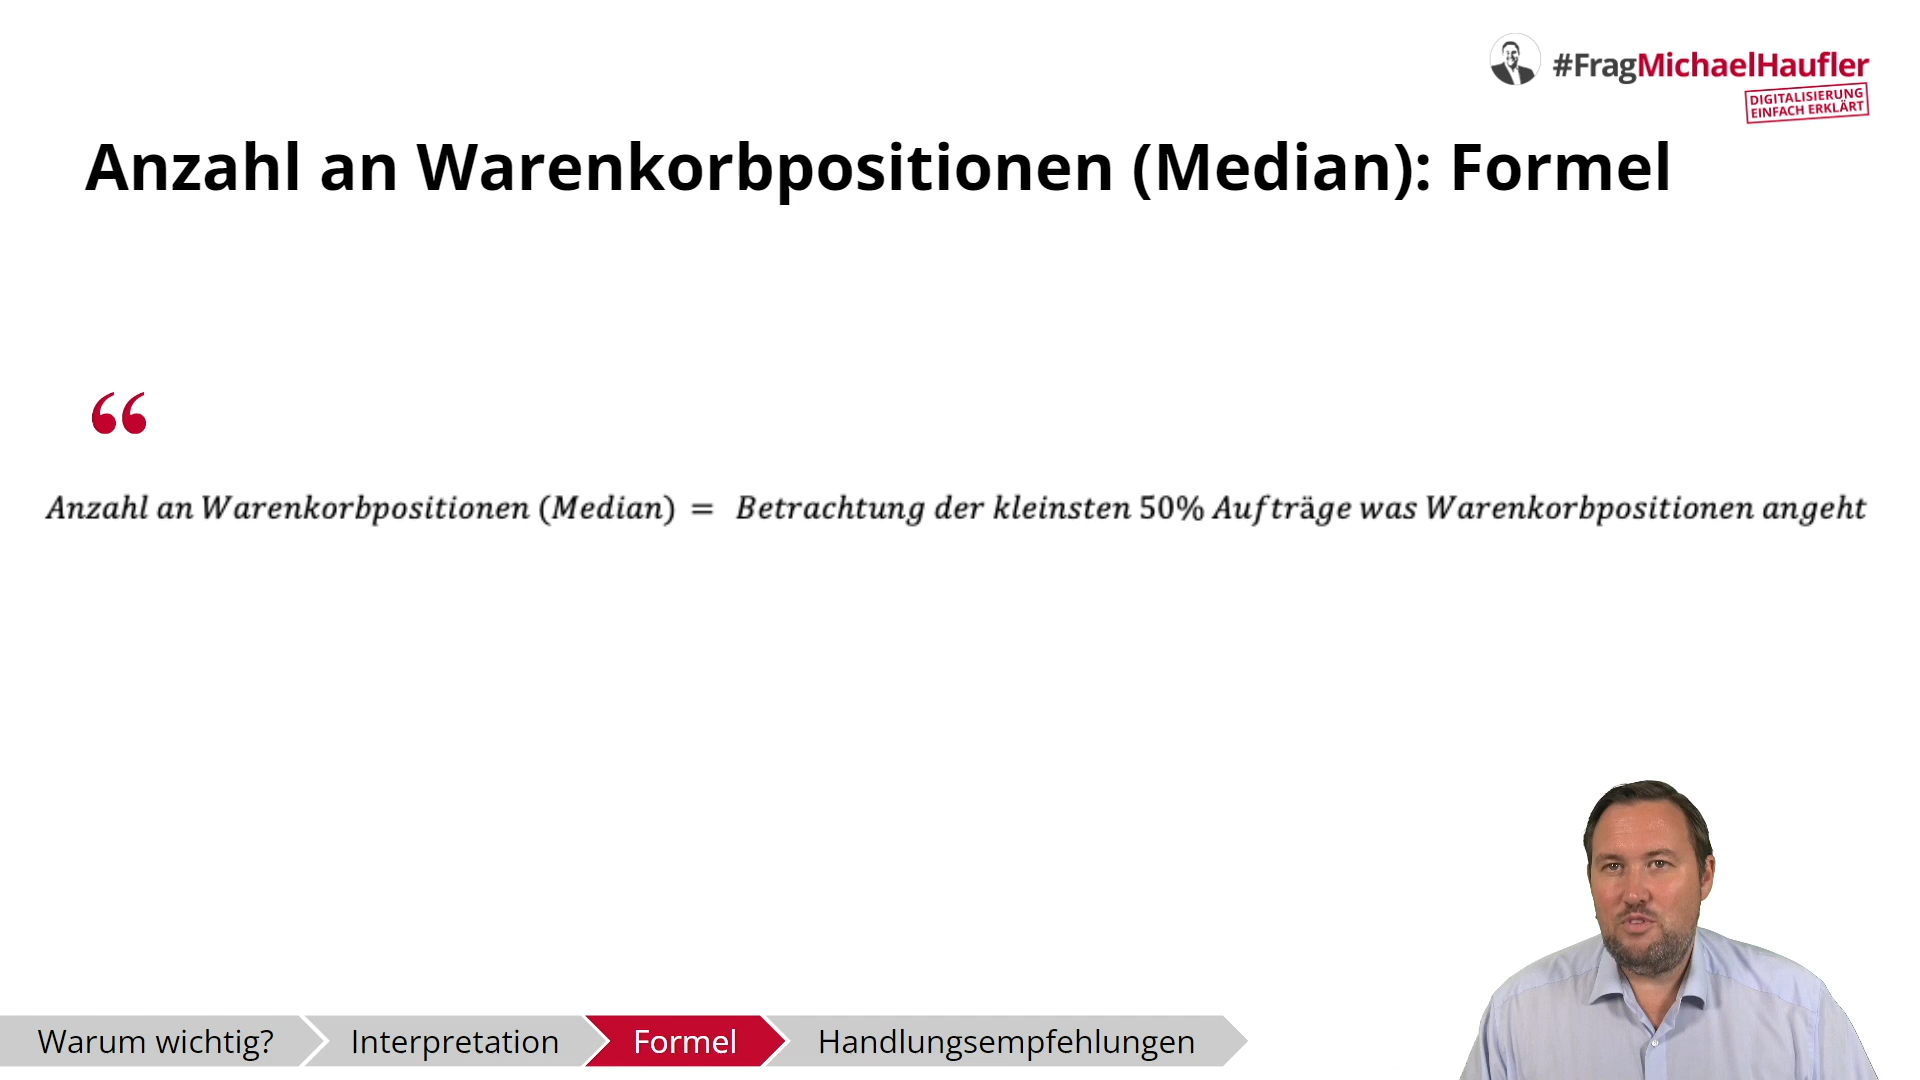 #FragMichaelHaufler
DIGITALISIERUNG
EINFACH ERKLÄRT
Anzahl an Warenkorbpositionen (Median): Formel
“
Anzahl an Warenkorbpositionen (Median) = Betrachtung der kleinsten 50% Aufträge was Warenkorbpositionen angeht
Warum wichtig? Interpretation Formel Handlungsempfehlungen